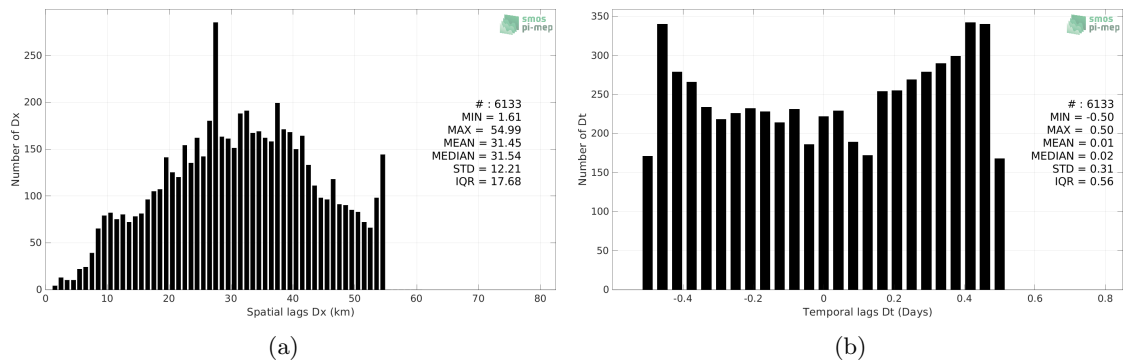 smos
pi-mep
250
200
150
100
50
0
Number of Dx
# : 6133
MIN = 1.61
MAX = 54.99
MEAN = 31.45
MEDIAN = 31.54
STD = 12.21
IQR = 17.68
0 10 20 30 40 50 60 70 80
Spatial lags Dx (km)
(a)
smos
pi-mep
350
300
250
200
150
100
50
0
Number of Dt
# : 6133
MIN = -0.50
MAX = 0.50
MEAN = 0.01
MEDIAN = 0.02
STD = 0.31
IQR = 0.56
-0.4 -0.2 0 0.2 0.4 0.6 0.8
Temporal lags Dt (Days)
(b)